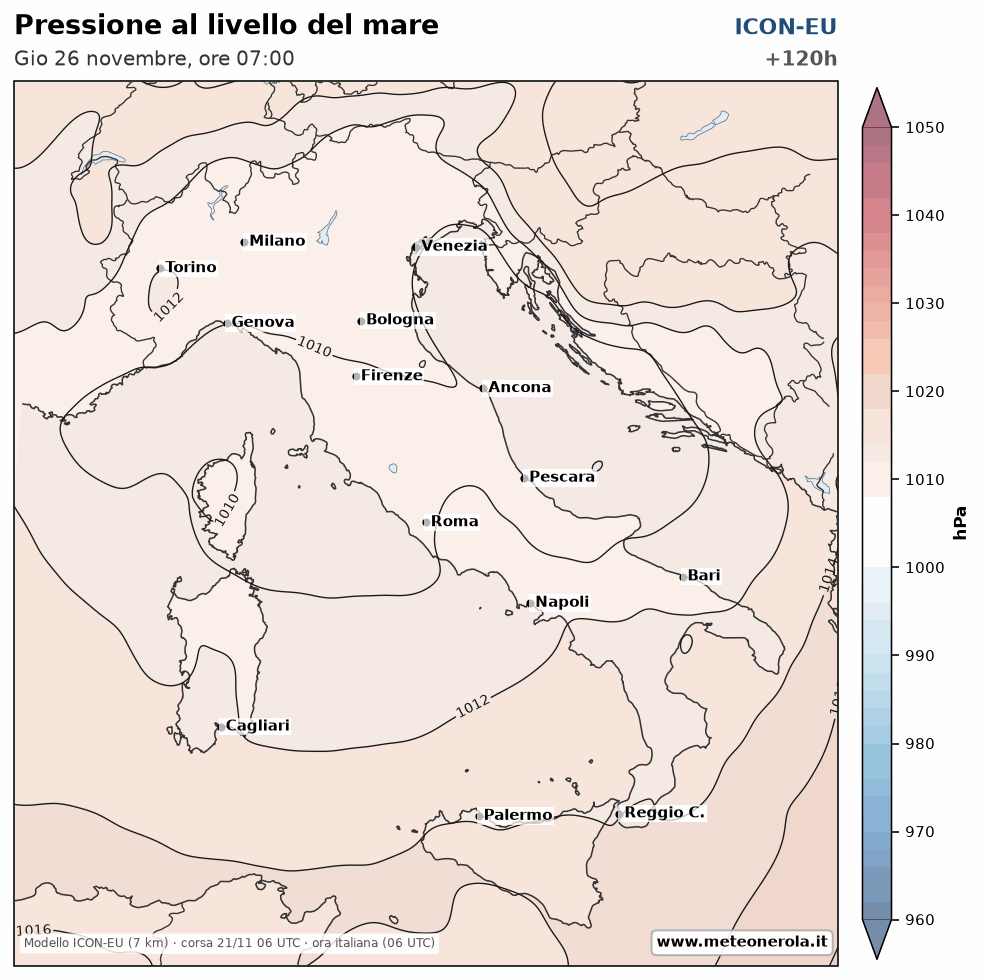 Pressione al livello del mare
ICON-EU
Gio 26 novembre, ore 07:00
+120h
1050
1040
1030
1020
1010
1000
990
980
970
960
hPa
Milano
Venezia
Torino
1012
Genova
Bologna
1010
Firenze
Ancona
Pescara
1010
Roma
Bari
1014
Napoli
1012
Cagliari
Palermo
Reggio C.
1016
Modello ICON-EU (7 km) · corsa 21/11 06 UTC · ora italiana (06 UTC)
www.meteonerola.it